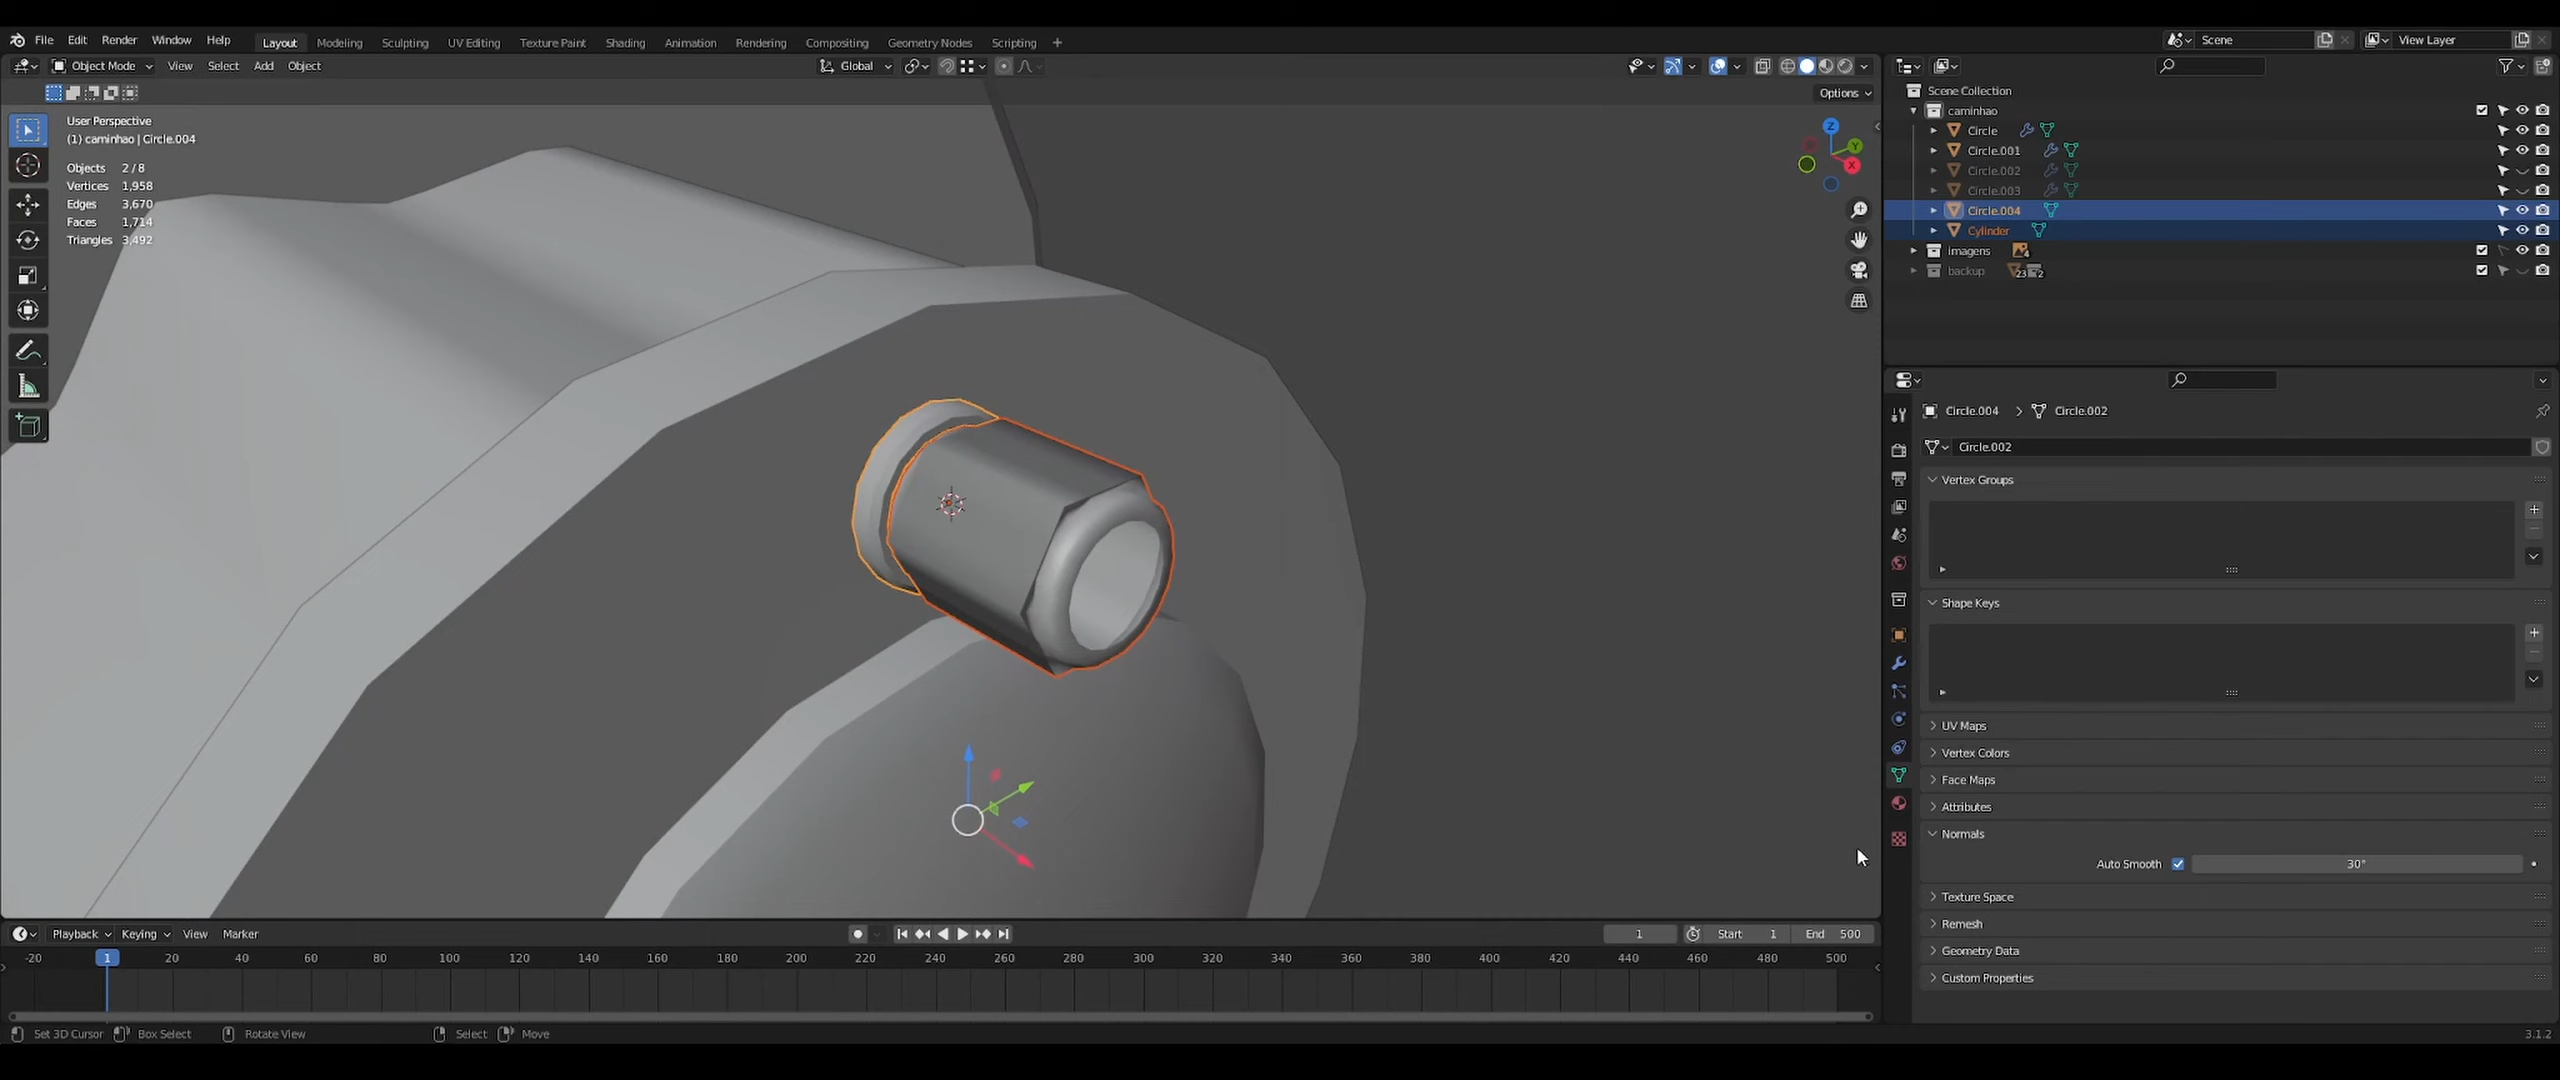 File Edit Render Window Help Layout Modeling Sculpting UV Editing Texture Paint Shading Animation Rendering Compositing Geometry Nodes Scripting + Scene View Layer
Object Mode View Select Add Object Global
Options
User Perspective
(1) caminhao | Circle.004
Objects 2/8
Vertices 1,958
Edges 3,670
Faces 1,714
Triangles 3,492
Z
Y
X
Scene Collection
caminhao
Circle
Circle.001
Circle.002
Circle.003
Circle.004
Cylinder
imagens 4
backup 23 2
Circle.004 > Circle.002
Circle.002
Vertex Groups
Shape Keys
UV Maps
Vertex Colors
Face Maps
Attributes
Normals
Auto Smooth 30°
Texture Space
Remesh
Geometry Data
Custom Properties
Playback Keying View Marker 1 Start 1 End 500
-20 1 20 40 60 80 100 120 140 160 180 200 220 240 260 280 300 320 340 360 380 400 420 440 460 480 500
Set 3D Cursor Box Select Rotate View Select Move 3.1.2